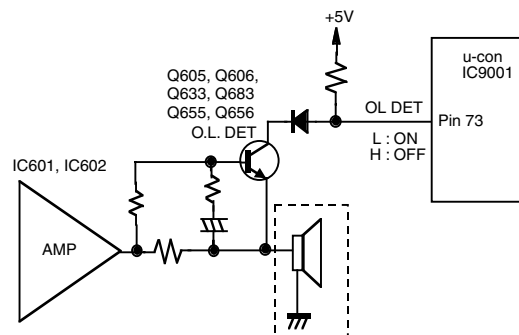 +5V
u-con
IC9001
Q605, Q606,
Q633, Q683
Q655, Q656
O.L. DET
OL DET
Pin 73
L : ON
H : OFF
IC601, IC602
AMP